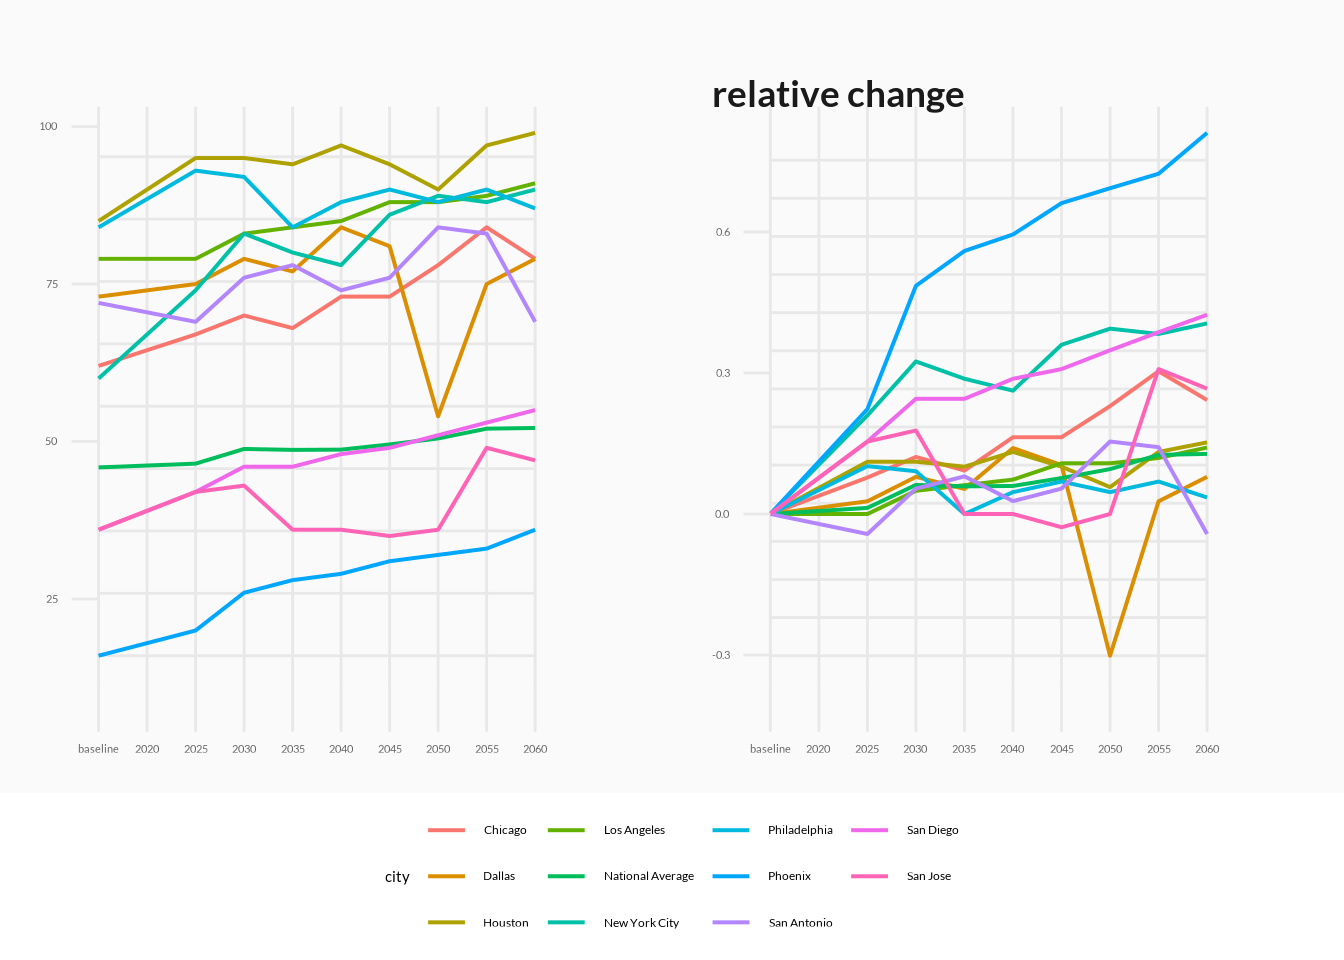 relative change
100
75
50
25
baseline 2020 2025 2030 2035 2040 2045 2050 2055 2060
0.6
0.3
0.0
-0.3
baseline 2020 2025 2030 2035 2040 2045 2050 2055 2060
city
Chicago Los Angeles Philadelphia San Diego
Dallas National Average Phoenix San Jose
Houston New York City San Antonio